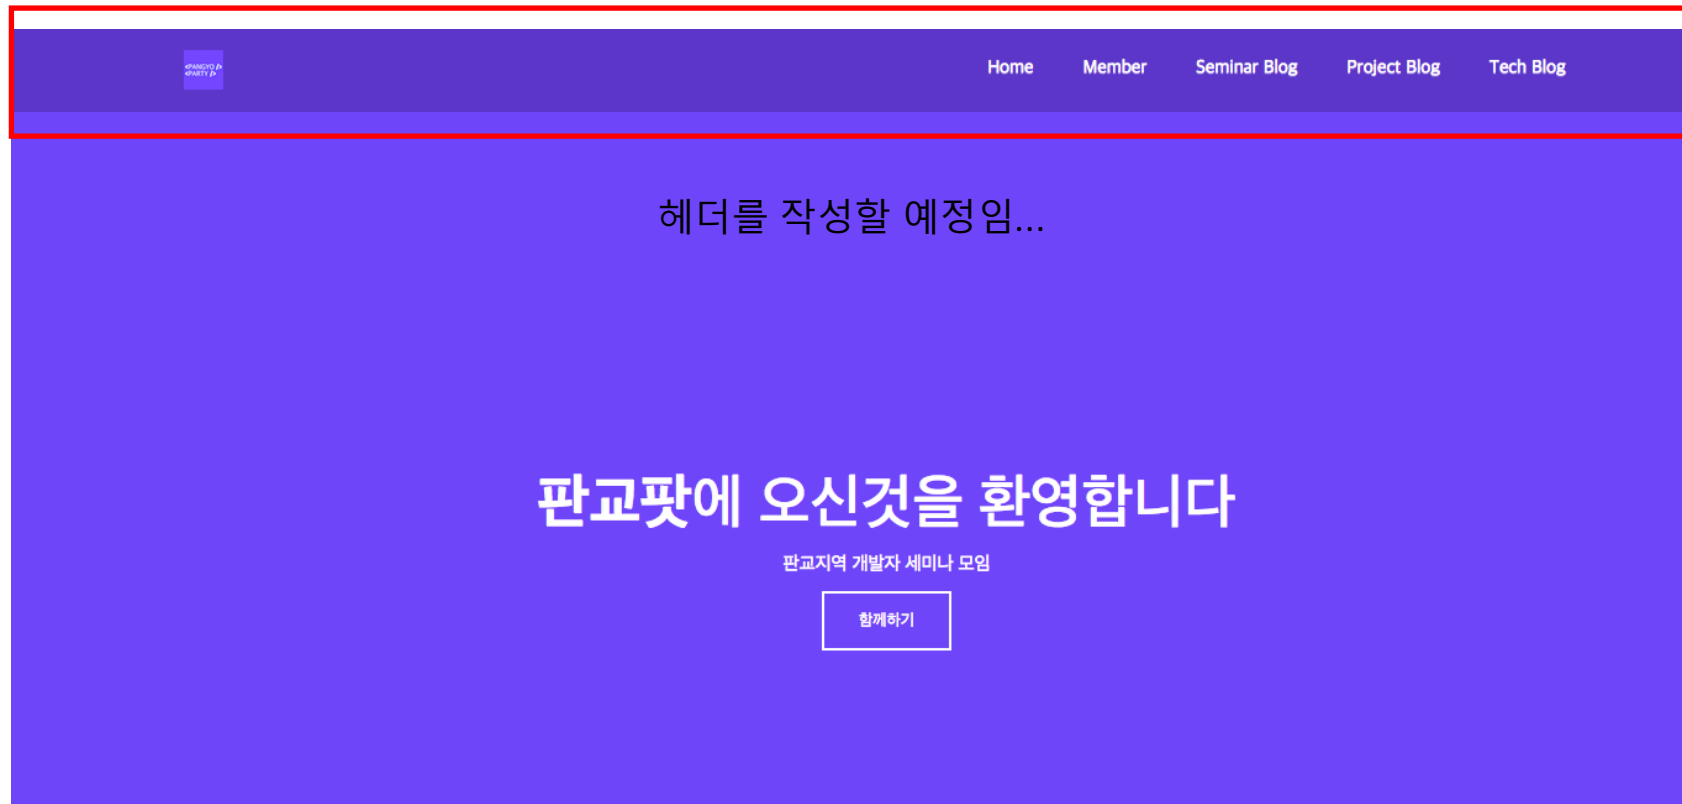 <PANGYO />
<PARTY />
Home Member Seminar Blog Project Blog Tech Blog
헤더를 작성할 예정임...
판교팟에 오신것을 환영합니다
판교지역 개발자 세미나 모임
함께하기